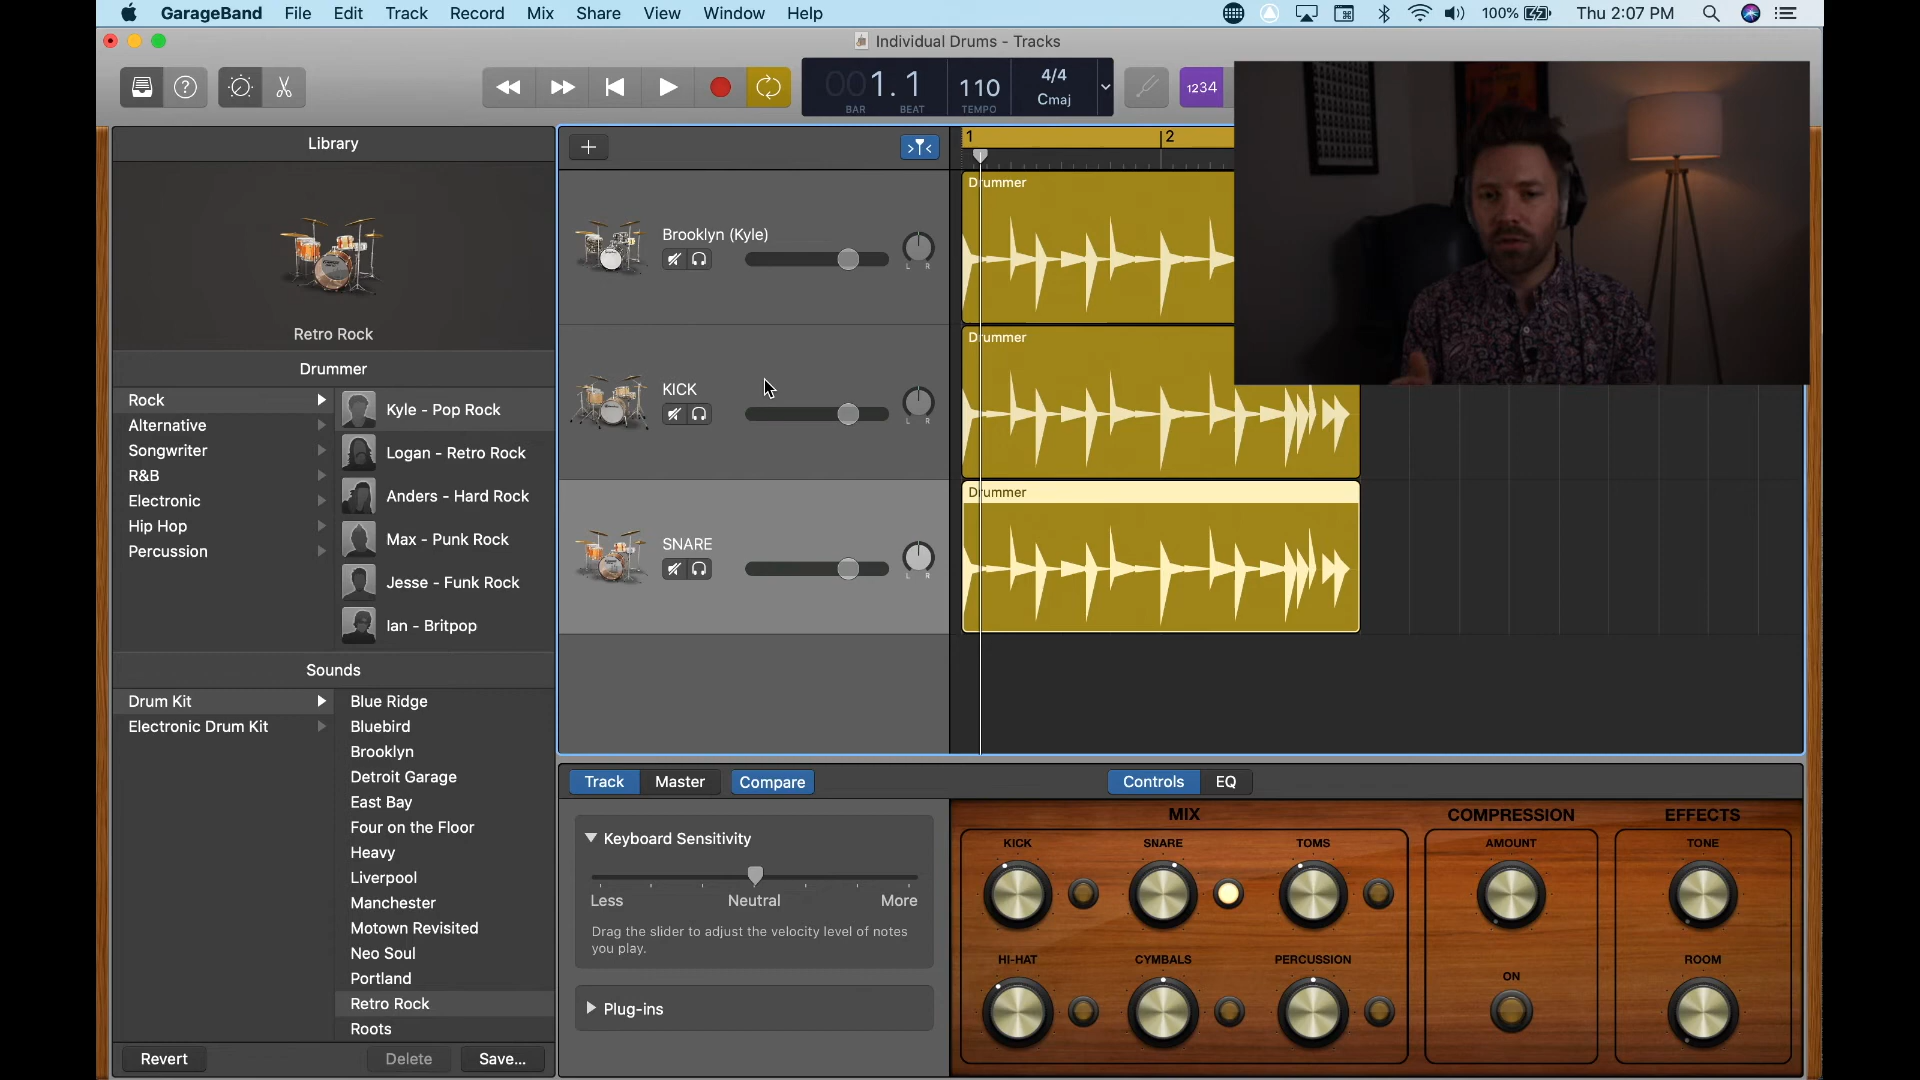 GarageBand File Edit Track Record Mix Share View Window Help
100% Thu 2:07 PM
Individual Drums - Tracks
001.1
BAR BEAT
110
TEMPO
4/4
Cmaj
1234
Library
Retro Rock
Drummer
Rock
Alternative
Songwriter
R&B
Electronic
Hip Hop
Percussion
Kyle - Pop Rock
Logan - Retro Rock
Anders - Hard Rock
Max - Punk Rock
Jesse - Funk Rock
Ian - Britpop
Sounds
Drum Kit
Electronic Drum Kit
Blue Ridge
Bluebird
Brooklyn
Detroit Garage
East Bay
Four on the Floor
Heavy
Liverpool
Manchester
Motown Revisited
Neo Soul
Portland
Retro Rock
Roots
Revert Delete Save...
1 2
Brooklyn (Kyle)
L R
Drummer
KICK
L R
Drummer
SNARE
L R
Drummer
Track Master Compare
Controls EQ
Keyboard Sensitivity
Less Neutral More
Drag the slider to adjust the velocity level of notes
you play.
Plug-ins
MIX
KICK SNARE TOMS
HI-HAT CYMBALS PERCUSSION
COMPRESSION
AMOUNT
ON
EFFECTS
TONE
ROOM